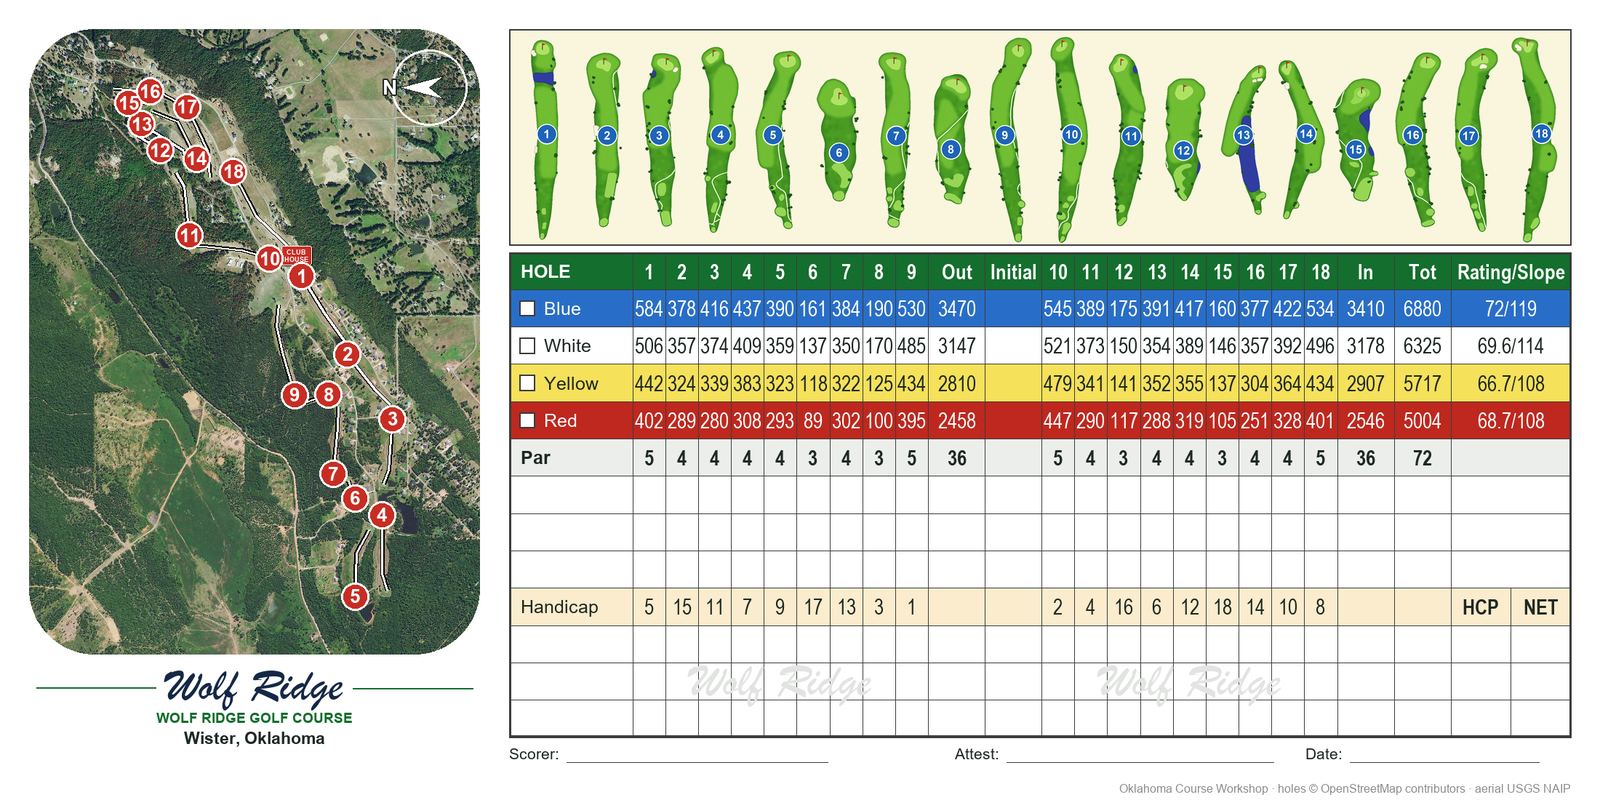 N
16
15
17
13
12
14
18
11
10
CLUB HOUSE
1
2
9
8
3
7
6
4
5
Wolf Ridge
WOLF RIDGE GOLF COURSE
Wister, Oklahoma
1 2 3 4 5 6 7 8 9 10 11 12 13 14 15 16 17 18
HOLE 1 2 3 4 5 6 7 8 9 Out Initial 10 11 12 13 14 15 16 17 18 In Tot Rating/Slope
Blue 584 378 416 437 390 161 384 190 530 3470 545 389 175 391 417 160 377 422 534 3410 6880 72/119
White 506 357 374 409 359 137 350 170 485 3147 521 373 150 354 389 146 357 392 496 3178 6325 69.6/114
Yellow 442 324 339 383 323 118 322 125 434 2810 479 341 141 352 355 137 304 364 434 2907 5717 66.7/108
Red 402 289 280 308 293 89 302 100 395 2458 447 290 117 288 319 105 251 328 401 2546 5004 68.7/108
Par 5 4 4 4 4 3 4 3 5 36 5 4 3 4 4 3 4 4 5 36 72
Handicap 5 15 11 7 9 17 13 3 1 2 4 16 6 12 18 14 10 8 HCP NET
Wolf Ridge Wolf Ridge
Scorer: Attest: Date:
Oklahoma Course Workshop · holes © OpenStreetMap contributors · aerial USGS NAIP